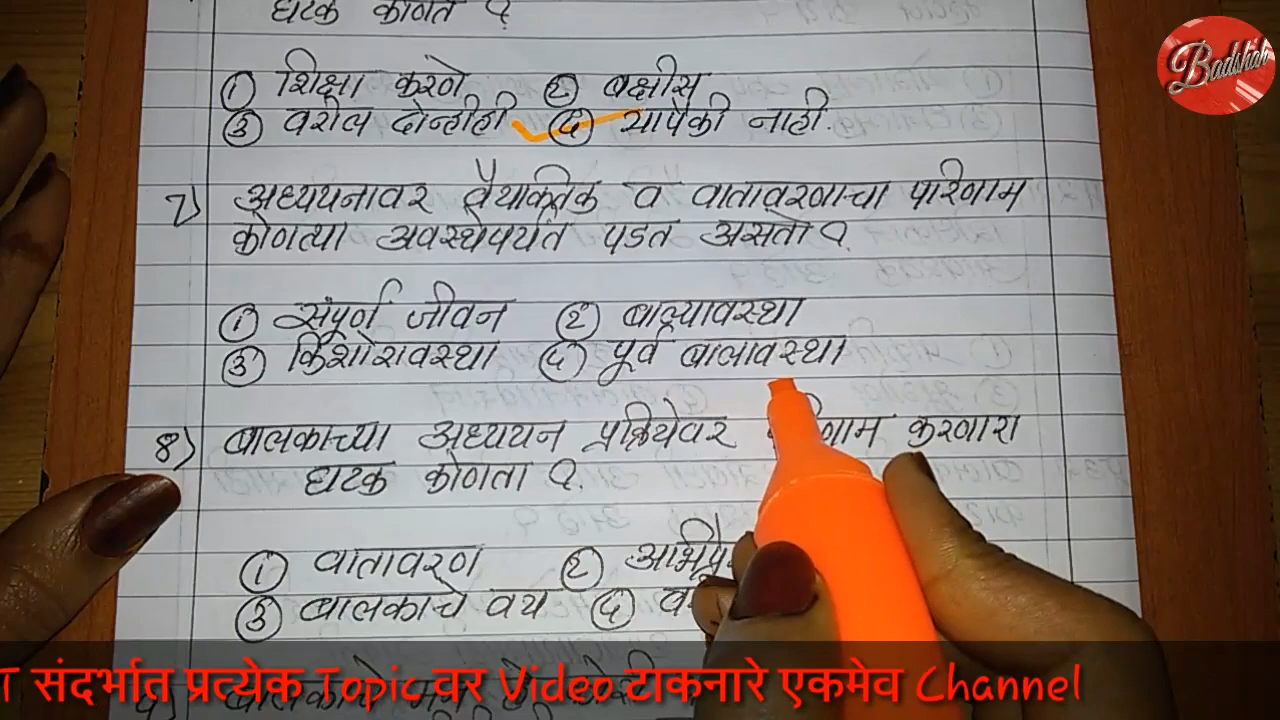 घटक कोणते ?
① शिक्षा करणे ② बक्षीस
③ वरील दोन्हीही ④ यापैकी नाही.
7) अध्ययनावर वैयक्तिक व वातावरणाचा परिणाम
कोणत्या अवस्थेपर्यंत पडत असतो ?
① संपूर्ण जीवन ② बाल्यावस्था
③ किशोरावस्था ④ पूर्व बालावस्था
8) बालकाच्या अध्ययन प्रक्रियेवर करणारा
घटक कोणता ?
① वातावरण ②
③ बालकाचे वय ④
संदर्भात प्रत्येक Topic वर Video टाकनारे एकमेव Channel
Badshah